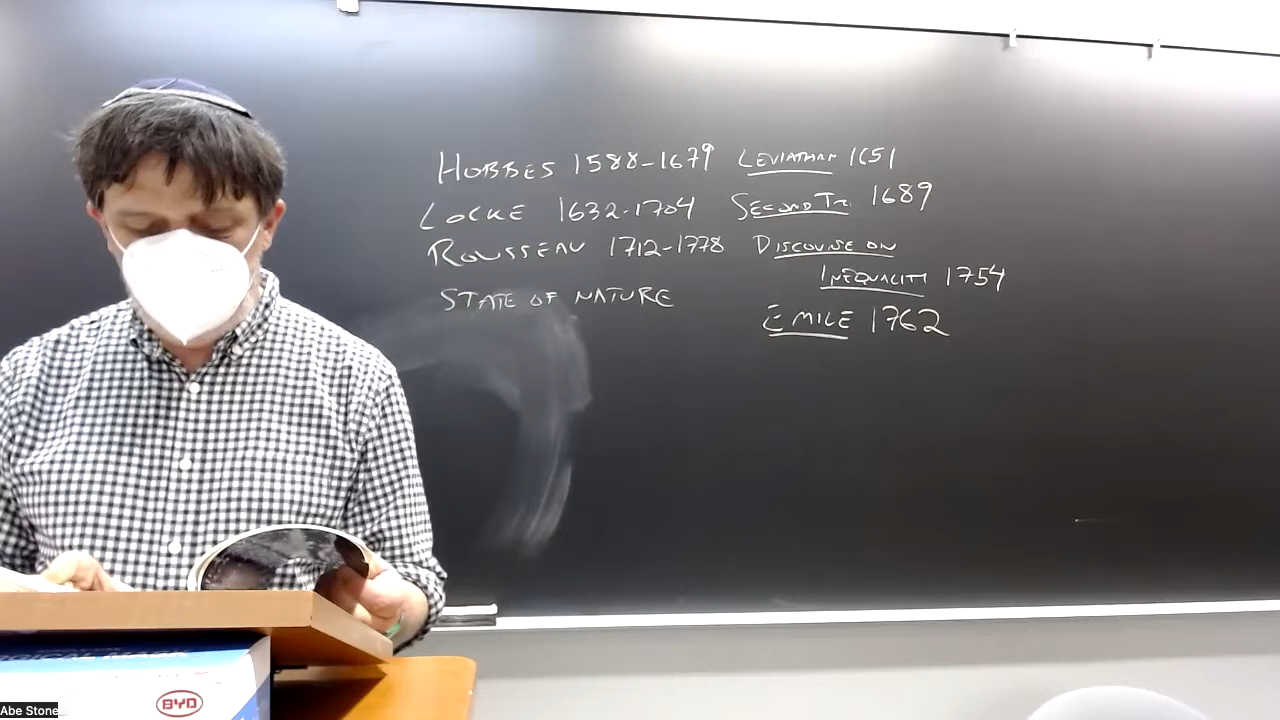 HOBBES 1588-1679 LEVIATHAN 1651
LOCKE 1632-1704 SECOND TR. 1689
ROUSSEAU 1712-1778 DISCOURSE ON
INEQUALITY 1754
STATE OF NATURE
EMILE 1762
BYD
Abe Stone